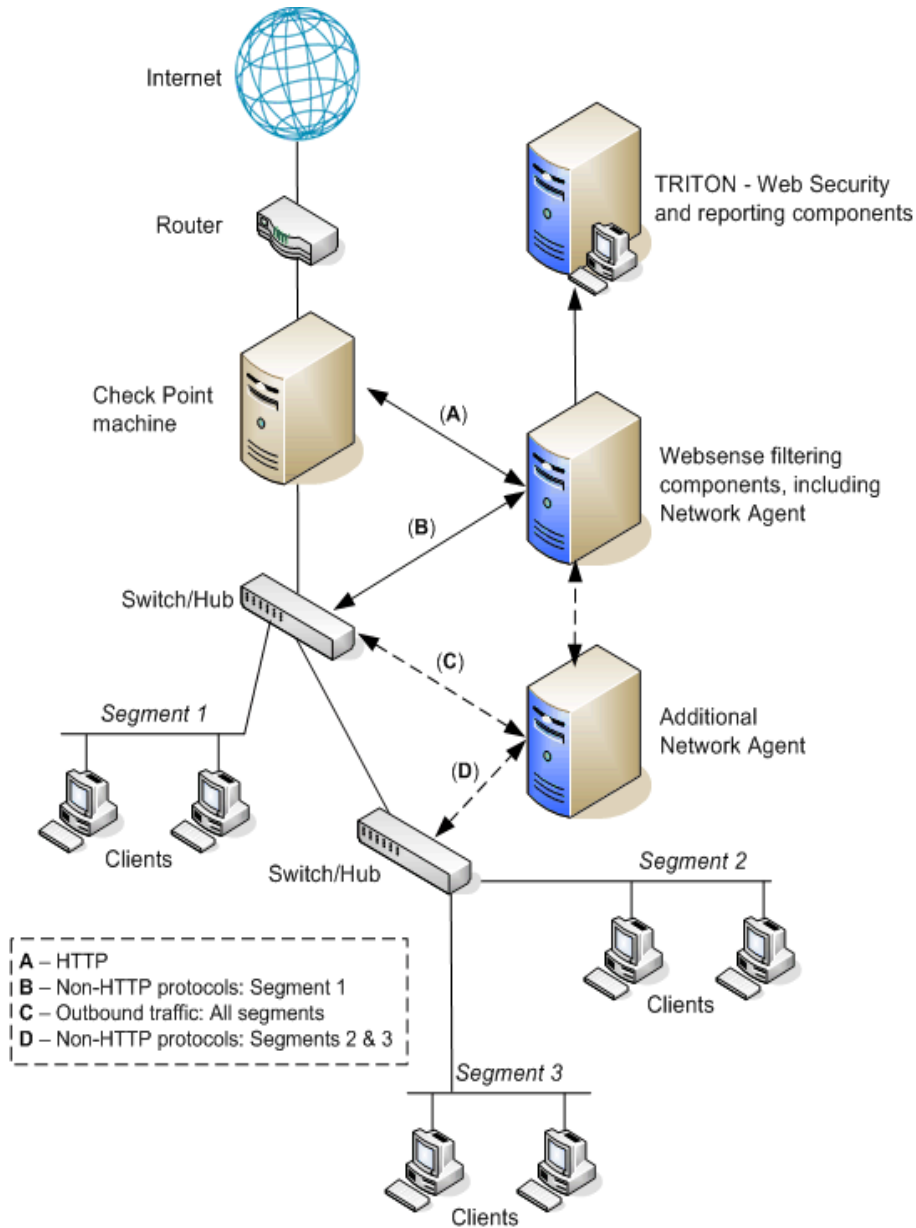 Internet
Router
TRITON - Web Security
and reporting components
Check Point
machine
(A)
Websense filtering
components, including
Network Agent
(B)
Switch/Hub
(C)
Segment 1
Additional
Network Agent
(D)
Clients
Switch/Hub
Segment 2
A – HTTP
B – Non-HTTP protocols: Segment 1
C – Outbound traffic: All segments
D – Non-HTTP protocols: Segments 2 & 3
Clients
Segment 3
Clients